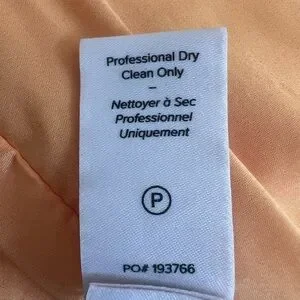 Professional Dry
Clean Only
–
Nettoyer à Sec
Professionnel
Uniquement
P
PO# 193766